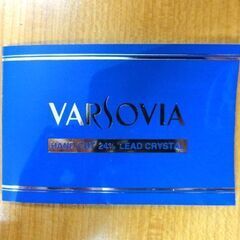 VARSOVIA
HAND CUT 24% LEAD CRYSTAL